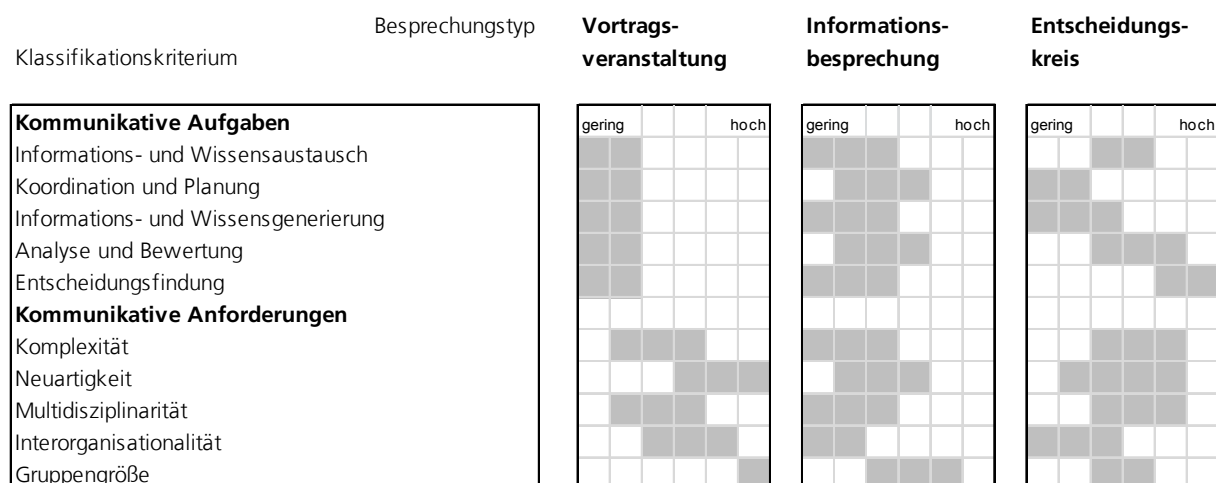 Besprechungstyp Vortrags- Informations- Entscheidungs-
Klassifikationskriterium veranstaltung besprechung kreis
Kommunikative Aufgaben gering hoch gering hoch gering hoch
Informations- und Wissensaustausch
Koordination und Planung
Informations- und Wissensgenerierung
Analyse und Bewertung
Entscheidungsfindung
Kommunikative Anforderungen
Komplexität
Neuartigkeit
Multidisziplinarität
Interorganisationalität
Gruppengröße